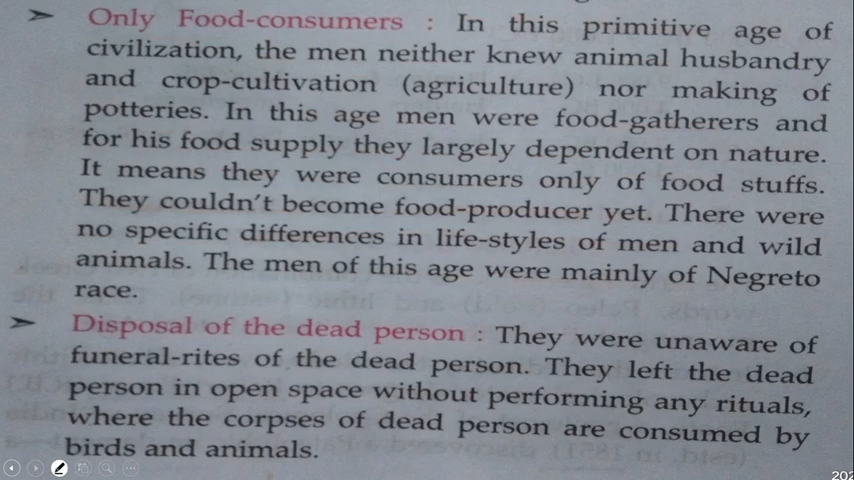 ➤ Only Food-consumers : In this primitive age of
civilization, the men neither knew animal husbandry
and crop-cultivation (agriculture) nor making of
potteries. In this age men were food-gatherers and
for his food supply they largely dependent on nature.
It means they were consumers only of food stuffs.
They couldn't become food-producer yet. There were
no specific differences in life-styles of men and wild
animals. The men of this age were mainly of Negreto
race.
➤ Disposal of the dead person : They were unaware of
funeral-rites of the dead person. They left the dead
person in open space without performing any rituals,
where the corpses of dead person are consumed by
birds and animals.
202